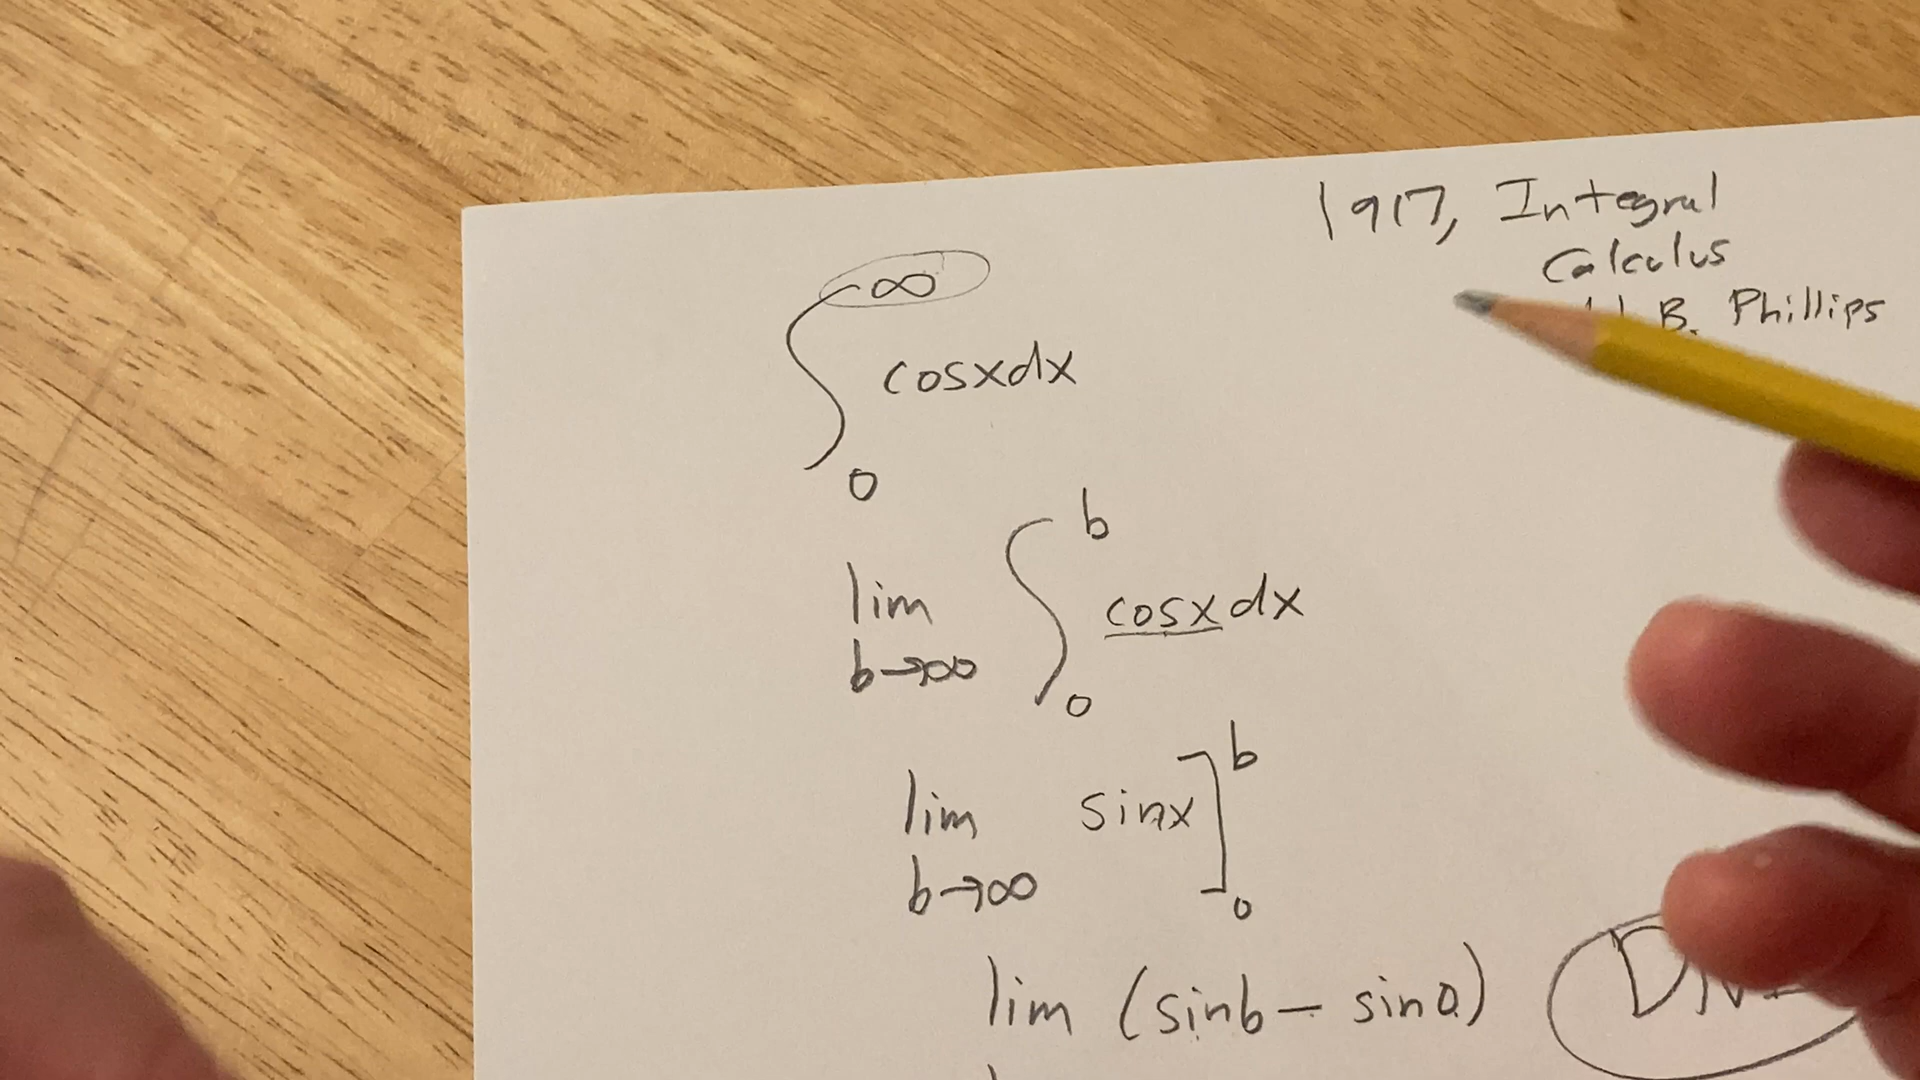 1917, Integral
Calculus
B. Phillips
∞
∫ cosxdx
0
b
lim ∫ cosxdx
b→∞ 0
b
lim sinx]
b→∞ 0
lim (sinb - sin0)